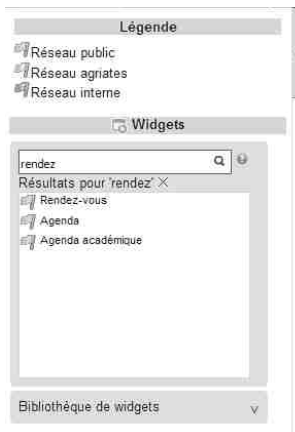 Légende
Réseau public
Réseau agriates
Réseau interne
Widgets
rendez
Résultats pour 'rendez' ×
Rendez-vous
Agenda
Agenda académique
Bibliothèque de widgets